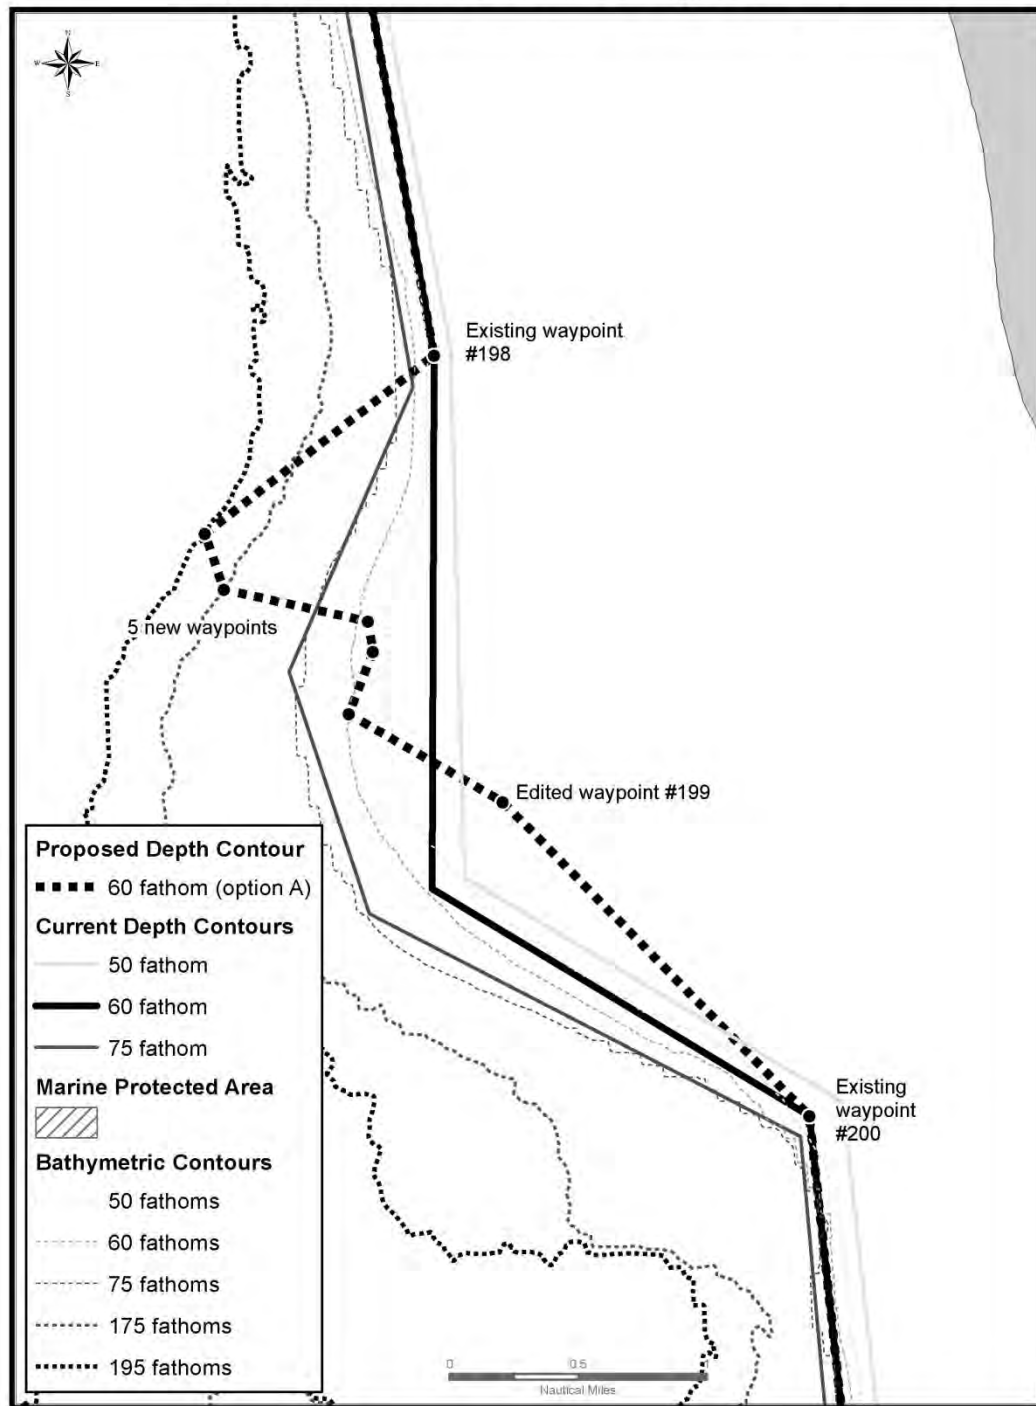 N
W E
S
Existing waypoint
#198
5 new waypoints
Edited waypoint #199
Existing
waypoint
#200
Proposed Depth Contour
60 fathom (option A)
Current Depth Contours
50 fathom
60 fathom
75 fathom
Marine Protected Area
Bathymetric Contours
50 fathoms
60 fathoms
75 fathoms
175 fathoms
195 fathoms
0 0.5 1
Nautical Miles